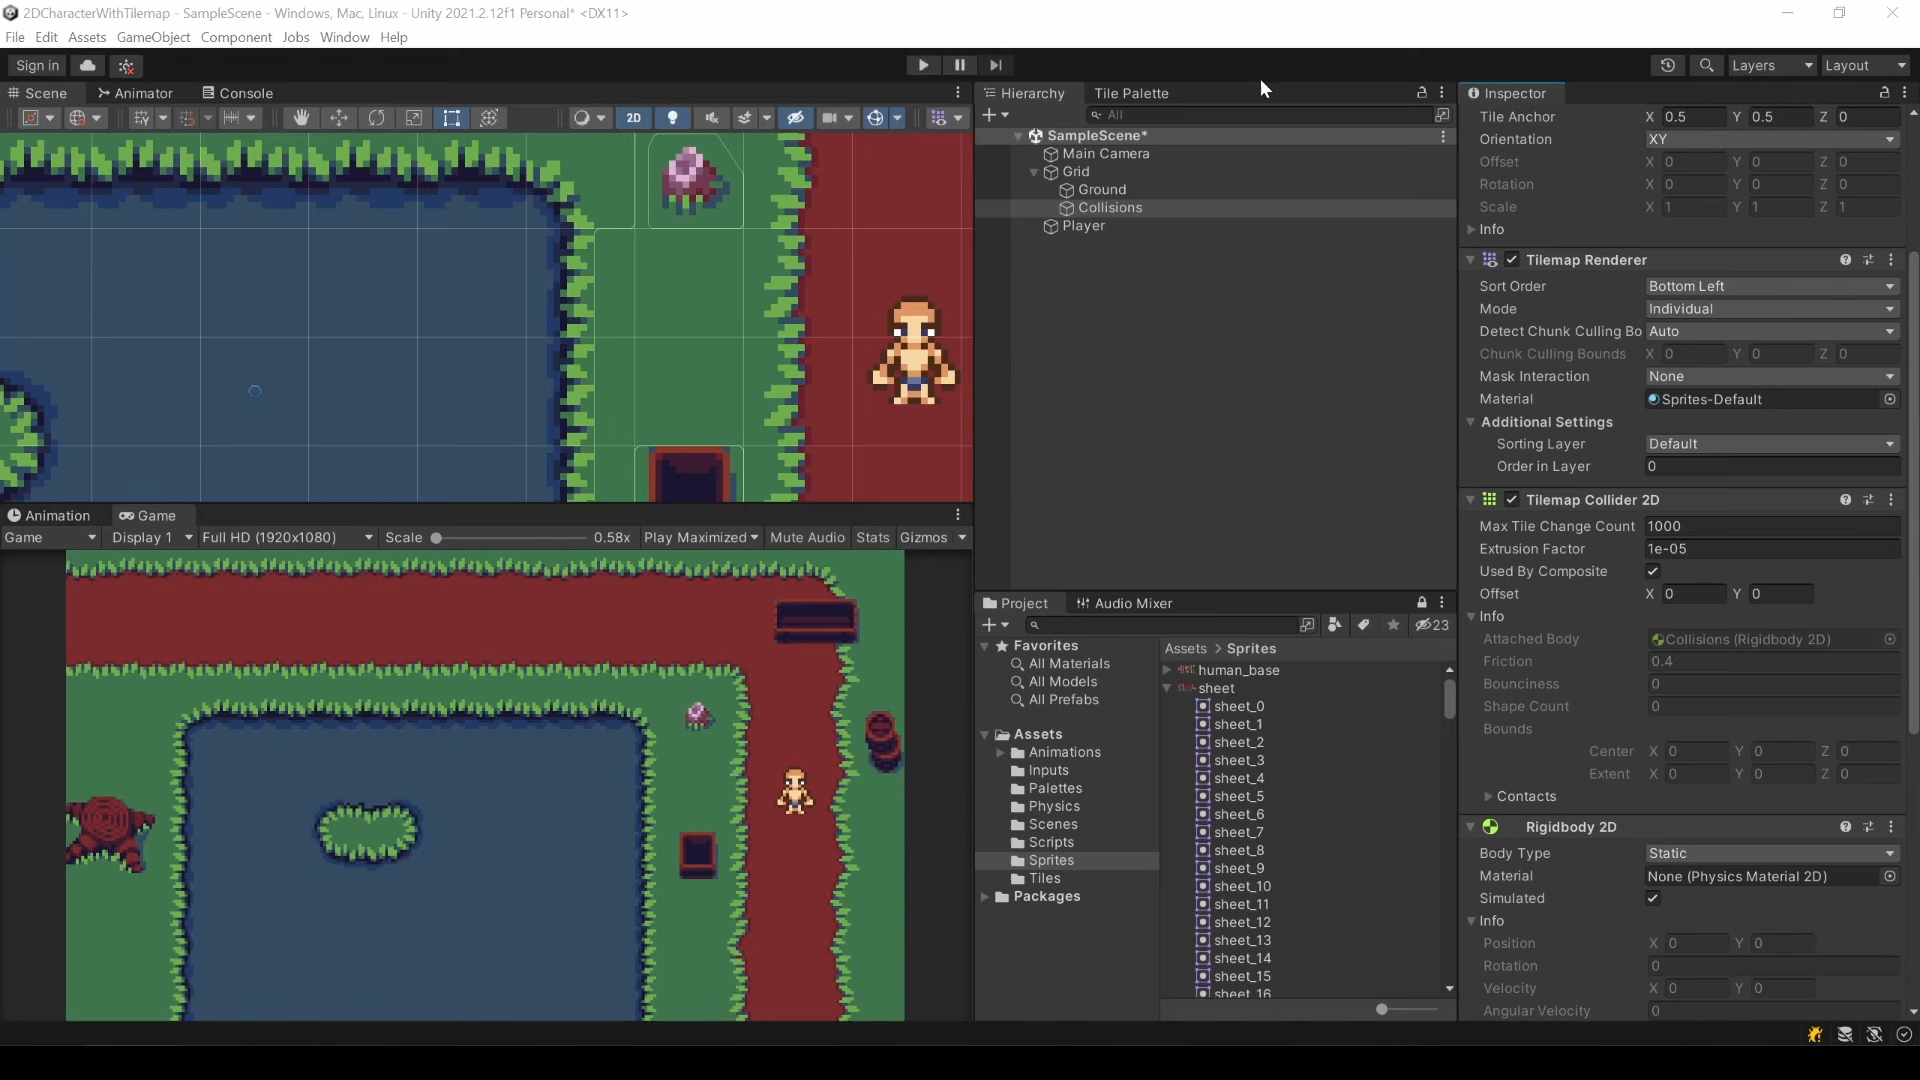 2DCharacterWithTilemap - SampleScene - Windows, Mac, Linux - Unity 2021.2.12f1 Personal* <DX11>
File Edit Assets GameObject Component Jobs Window Help
Sign in
Layers
Layout
Scene
Animator
Console
2D
Hierarchy
Tile Palette
All
SampleScene*
Main Camera
Grid
Ground
Collisions
Player
Animation
Game
Game
Display 1
Full HD (1920x1080)
Scale
0.58x
Play Maximized
Mute Audio
Stats
Gizmos
Project
Audio Mixer
23
Favorites
All Materials
All Models
All Prefabs
Assets
Animations
Inputs
Palettes
Physics
Scenes
Scripts
Sprites
Tiles
Packages
Assets > Sprites
human_base
sheet
sheet_0
sheet_1
sheet_2
sheet_3
sheet_4
sheet_5
sheet_6
sheet_7
sheet_8
sheet_9
sheet_10
sheet_11
sheet_12
sheet_13
sheet_14
sheet_15
sheet_16
Inspector
Tile Anchor X 0.5 Y 0.5 Z 0
Orientation XY
Offset X 0 Y 0 Z 0
Rotation X 0 Y 0 Z 0
Scale X 1 Y 1 Z 1
Info
Tilemap Renderer
Sort Order Bottom Left
Mode Individual
Detect Chunk Culling Bo Auto
Chunk Culling Bounds X 0 Y 0 Z 0
Mask Interaction None
Material Sprites-Default
Additional Settings
Sorting Layer Default
Order in Layer 0
Tilemap Collider 2D
Max Tile Change Count 1000
Extrusion Factor 1e-05
Used By Composite
Offset X 0 Y 0
Info
Attached Body Collisions (Rigidbody 2D)
Friction 0.4
Bounciness 0
Shape Count 0
Bounds
Center X 0 Y 0 Z 0
Extent X 0 Y 0 Z 0
Contacts
Rigidbody 2D
Body Type Static
Material None (Physics Material 2D)
Simulated
Info
Position X 0 Y 0
Rotation 0
Velocity X 0 Y 0
Angular Velocity 0